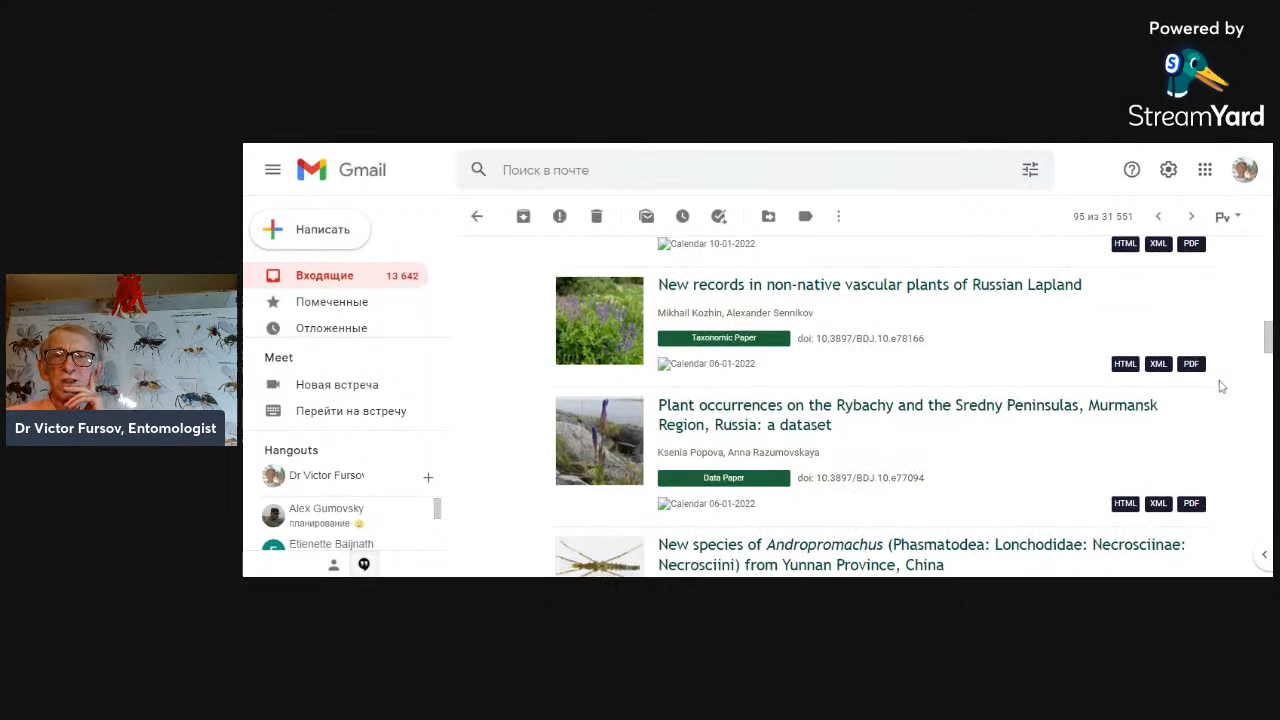 Powered by
StreamYard
Gmail
Поиск в почте
Написать
95 из 31 551
Входящие 13 642
Помеченные
Отложенные
Meet
Новая встреча
Перейти на встречу
Hangouts
Dr Victor Furso
Alex Gumovsky
планирование
Etienette Baijnath
Calendar 10-01-2022
HTML XML PDF
New records in non-native vascular plants of Russian Lapland
Mikhail Kozhin, Alexander Sennikov
Taxonomic Paper doi: 10.3897/BDJ.10.e78166
Calendar 06-01-2022
HTML XML PDF
Plant occurrences on the Rybachy and the Sredny Peninsulas, Murmansk
Region, Russia: a dataset
Ksenia Popova, Anna Razumovskaya
Data Paper doi: 10.3897/BDJ.10.e77094
Calendar 06-01-2022
HTML XML PDF
New species of Andropromachus (Phasmatodea: Lonchodidae: Necrosciinae:
Necrosciini) from Yunnan Province, China
Dr Victor Fursov, Entomologist